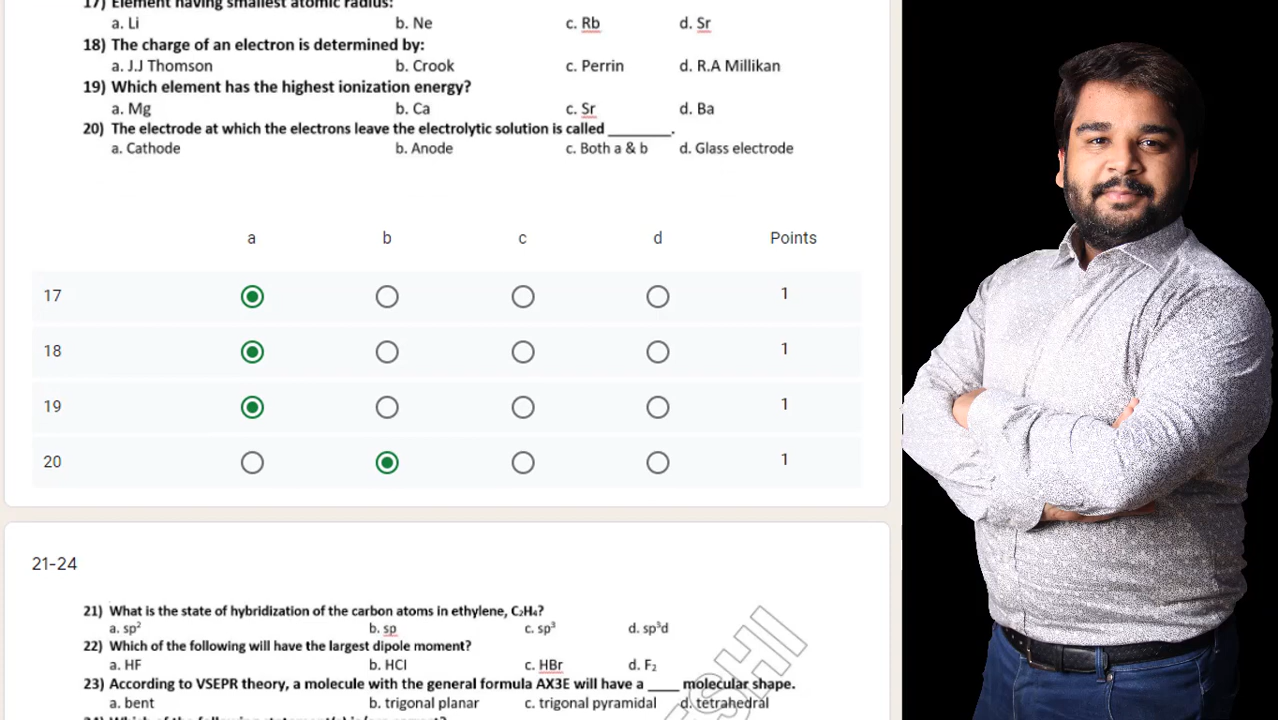 17) Element having smallest atomic radius:
a. Li b. Ne c. Rb d. Sr
18) The charge of an electron is determined by:
a. J.J Thomson b. Crook c. Perrin d. R.A Millikan
19) Which element has the highest ionization energy?
a. Mg b. Ca c. Sr d. Ba
20) The electrode at which the electrons leave the electrolytic solution is called ________.
a. Cathode b. Anode c. Both a & b d. Glass electrode
a b c d Points
17 1
18 1
19 1
20 1
21-24
21) What is the state of hybridization of the carbon atoms in ethylene, C₂H₄?
a. sp² b. sp c. sp³ d. sp³d
22) Which of the following will have the largest dipole moment?
a. HF b. HCl c. HBr d. F₂
23) According to VSEPR theory, a molecule with the general formula AX3E will have a ____ molecular shape.
a. bent b. trigonal planar c. trigonal pyramidal d. tetrahedral